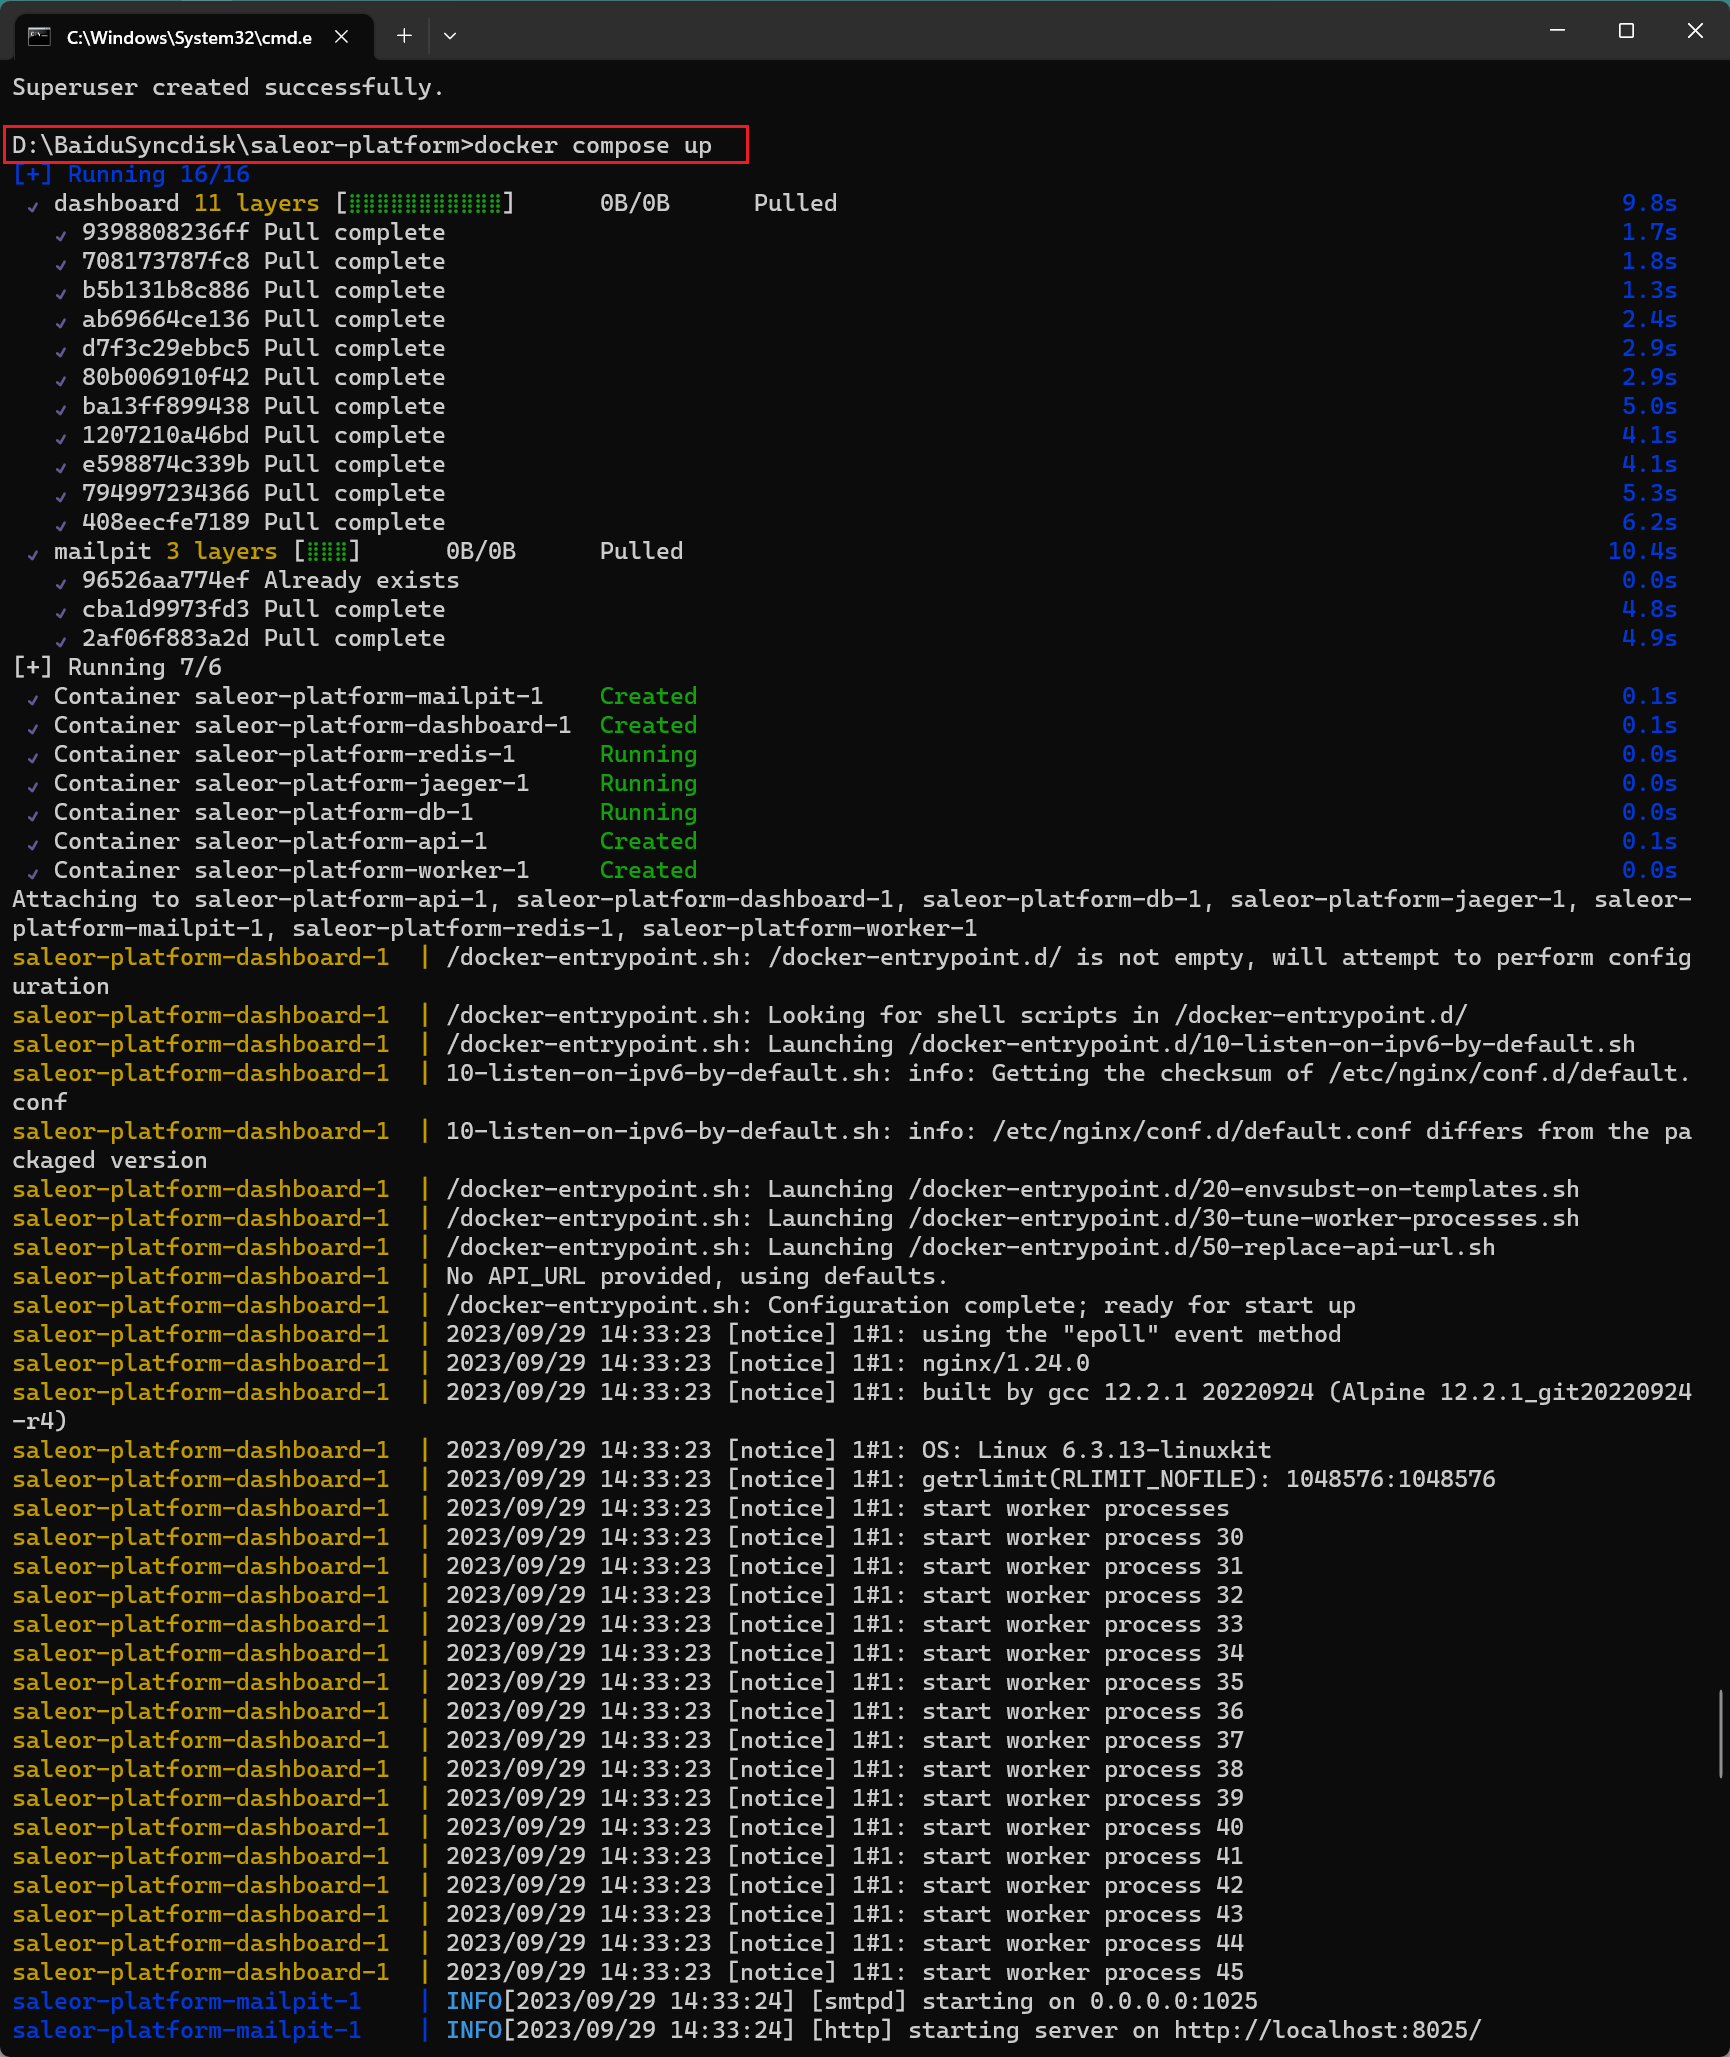 C:\Windows\System32\cmd.e
Superuser created successfully.
D:\BaiduSyncdisk\saleor-platform>docker compose up
[+] Running 16/16
✓ dashboard 11 layers [⣿⣿⣿⣿⣿⣿⣿⣿⣿⣿⣿] 0B/0B Pulled 9.8s
✓ 9398808236ff Pull complete 1.7s
✓ 708173787fc8 Pull complete 1.8s
✓ b5b131b8c886 Pull complete 1.3s
✓ ab69664ce136 Pull complete 2.4s
✓ d7f3c29ebbc5 Pull complete 2.9s
✓ 80b006910f42 Pull complete 2.9s
✓ ba13ff899438 Pull complete 5.0s
✓ 1207210a46bd Pull complete 4.1s
✓ e598874c339b Pull complete 4.1s
✓ 794997234366 Pull complete 5.3s
✓ 408eecfe7189 Pull complete 6.2s
✓ mailpit 3 layers [⣿⣿⣿] 0B/0B Pulled 10.4s
✓ 96526aa774ef Already exists 0.0s
✓ cba1d9973fd3 Pull complete 4.8s
✓ 2af06f883a2d Pull complete 4.9s
[+] Running 7/6
✓ Container saleor-platform-mailpit-1 Created 0.1s
✓ Container saleor-platform-dashboard-1 Created 0.1s
✓ Container saleor-platform-redis-1 Running 0.0s
✓ Container saleor-platform-jaeger-1 Running 0.0s
✓ Container saleor-platform-db-1 Running 0.0s
✓ Container saleor-platform-api-1 Created 0.1s
✓ Container saleor-platform-worker-1 Created 0.0s
Attaching to saleor-platform-api-1, saleor-platform-dashboard-1, saleor-platform-db-1, saleor-platform-jaeger-1, saleor-
platform-mailpit-1, saleor-platform-redis-1, saleor-platform-worker-1
saleor-platform-dashboard-1 | /docker-entrypoint.sh: /docker-entrypoint.d/ is not empty, will attempt to perform config
uration
saleor-platform-dashboard-1 | /docker-entrypoint.sh: Looking for shell scripts in /docker-entrypoint.d/
saleor-platform-dashboard-1 | /docker-entrypoint.sh: Launching /docker-entrypoint.d/10-listen-on-ipv6-by-default.sh
saleor-platform-dashboard-1 | 10-listen-on-ipv6-by-default.sh: info: Getting the checksum of /etc/nginx/conf.d/default.
conf
saleor-platform-dashboard-1 | 10-listen-on-ipv6-by-default.sh: info: /etc/nginx/conf.d/default.conf differs from the pa
ckaged version
saleor-platform-dashboard-1 | /docker-entrypoint.sh: Launching /docker-entrypoint.d/20-envsubst-on-templates.sh
saleor-platform-dashboard-1 | /docker-entrypoint.sh: Launching /docker-entrypoint.d/30-tune-worker-processes.sh
saleor-platform-dashboard-1 | /docker-entrypoint.sh: Launching /docker-entrypoint.d/50-replace-api-url.sh
saleor-platform-dashboard-1 | No API_URL provided, using defaults.
saleor-platform-dashboard-1 | /docker-entrypoint.sh: Configuration complete; ready for start up
saleor-platform-dashboard-1 | 2023/09/29 14:33:23 [notice] 1#1: using the "epoll" event method
saleor-platform-dashboard-1 | 2023/09/29 14:33:23 [notice] 1#1: nginx/1.24.0
saleor-platform-dashboard-1 | 2023/09/29 14:33:23 [notice] 1#1: built by gcc 12.2.1 20220924 (Alpine 12.2.1_git20220924
-r4)
saleor-platform-dashboard-1 | 2023/09/29 14:33:23 [notice] 1#1: OS: Linux 6.3.13-linuxkit
saleor-platform-dashboard-1 | 2023/09/29 14:33:23 [notice] 1#1: getrlimit(RLIMIT_NOFILE): 1048576:1048576
saleor-platform-dashboard-1 | 2023/09/29 14:33:23 [notice] 1#1: start worker processes
saleor-platform-dashboard-1 | 2023/09/29 14:33:23 [notice] 1#1: start worker process 30
saleor-platform-dashboard-1 | 2023/09/29 14:33:23 [notice] 1#1: start worker process 31
saleor-platform-dashboard-1 | 2023/09/29 14:33:23 [notice] 1#1: start worker process 32
saleor-platform-dashboard-1 | 2023/09/29 14:33:23 [notice] 1#1: start worker process 33
saleor-platform-dashboard-1 | 2023/09/29 14:33:23 [notice] 1#1: start worker process 34
saleor-platform-dashboard-1 | 2023/09/29 14:33:23 [notice] 1#1: start worker process 35
saleor-platform-dashboard-1 | 2023/09/29 14:33:23 [notice] 1#1: start worker process 36
saleor-platform-dashboard-1 | 2023/09/29 14:33:23 [notice] 1#1: start worker process 37
saleor-platform-dashboard-1 | 2023/09/29 14:33:23 [notice] 1#1: start worker process 38
saleor-platform-dashboard-1 | 2023/09/29 14:33:23 [notice] 1#1: start worker process 39
saleor-platform-dashboard-1 | 2023/09/29 14:33:23 [notice] 1#1: start worker process 40
saleor-platform-dashboard-1 | 2023/09/29 14:33:23 [notice] 1#1: start worker process 41
saleor-platform-dashboard-1 | 2023/09/29 14:33:23 [notice] 1#1: start worker process 42
saleor-platform-dashboard-1 | 2023/09/29 14:33:23 [notice] 1#1: start worker process 43
saleor-platform-dashboard-1 | 2023/09/29 14:33:23 [notice] 1#1: start worker process 44
saleor-platform-dashboard-1 | 2023/09/29 14:33:23 [notice] 1#1: start worker process 45
saleor-platform-mailpit-1 | INFO[2023/09/29 14:33:24] [smtpd] starting on 0.0.0.0:1025
saleor-platform-mailpit-1 | INFO[2023/09/29 14:33:24] [http] starting server on http://localhost:8025/